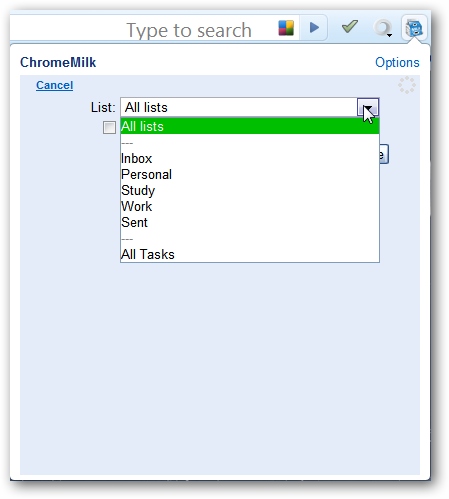 Type to search
ChromeMilk
Options
Cancel
List: All lists
All lists
---
Inbox
Personal
Study
Work
Sent
---
All Tasks